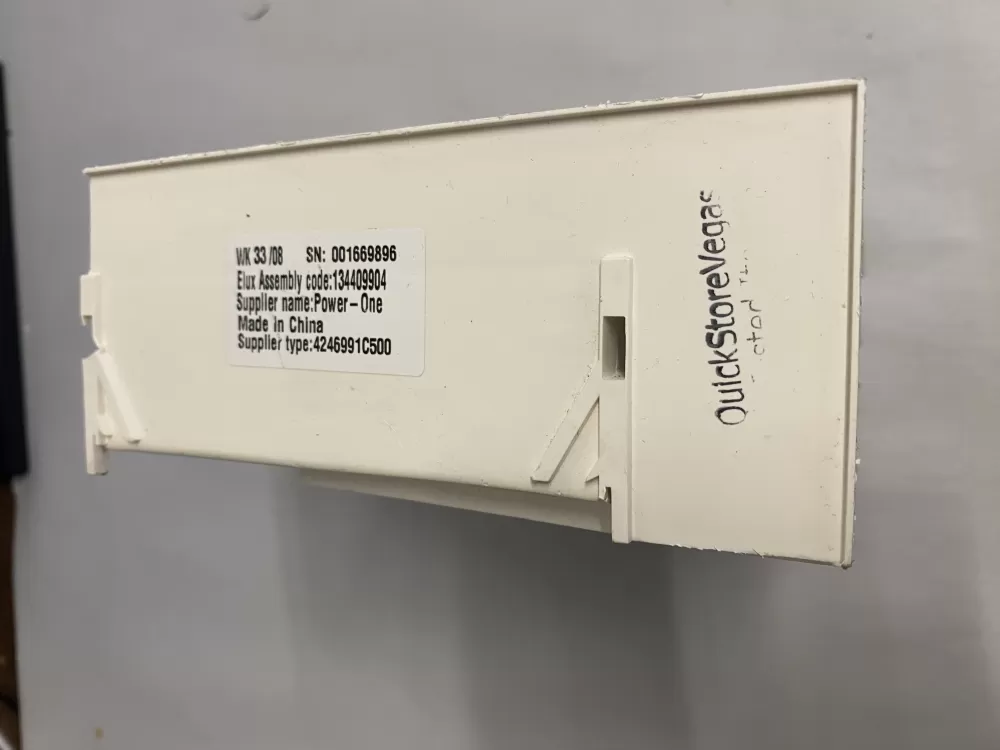 WK 33/08 SN: 001669896
Elux Assembly code:134409904
Supplier name:Power-One
Made In China
Supplier type:4246991C500
QuickStoreVegas